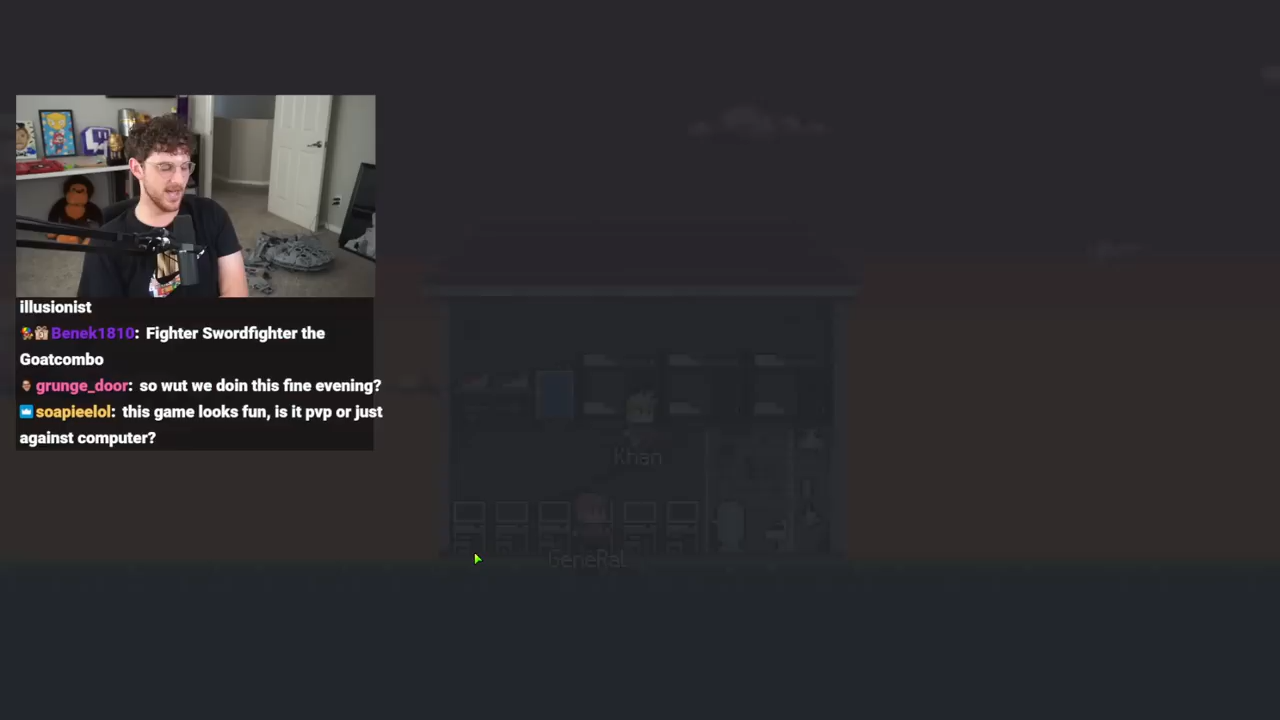 illusionist
Benek1810: Fighter Swordfighter the
Goatcombo
grunge_door: so wut we doin this fine evening?
soapieelol: this game looks fun, is it pvp or just
against computer?
Khan
GeneRaL